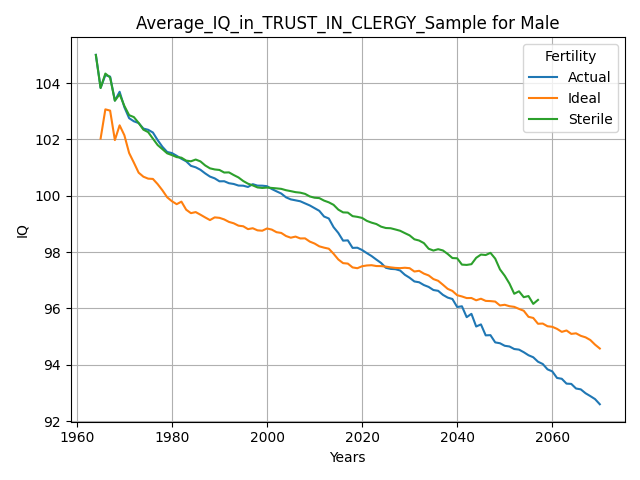 Average_IQ_in_TRUST_IN_CLERGY_Sample for Male
Fertility
Actual
Ideal
Sterile
IQ
104
102
100
98
96
94
92
1960
1980
2000
2020
2040
2060
Years